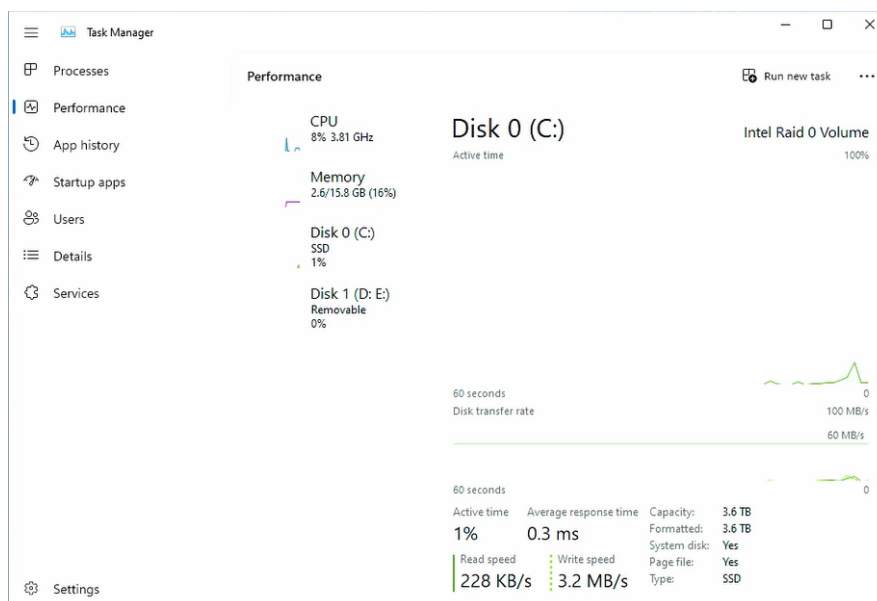 Task Manager
Processes
Performance
App history
Startup apps
Users
Details
Services
Settings
Performance
Run new task
CPU
8% 3.81 GHz
Memory
2.6/15.8 GB (16%)
Disk 0 (C:)
SSD
1%
Disk 1 (D: E:)
Removable
0%
Disk 0 (C:)
Intel Raid 0 Volume
Active time
100%
60 seconds
0
Disk transfer rate
100 MB/s
60 MB/s
60 seconds
0
Active time
1%
Average response time
0.3 ms
Read speed
228 KB/s
Write speed
3.2 MB/s
Capacity: 3.6 TB
Formatted: 3.6 TB
System disk: Yes
Page file: Yes
Type: SSD